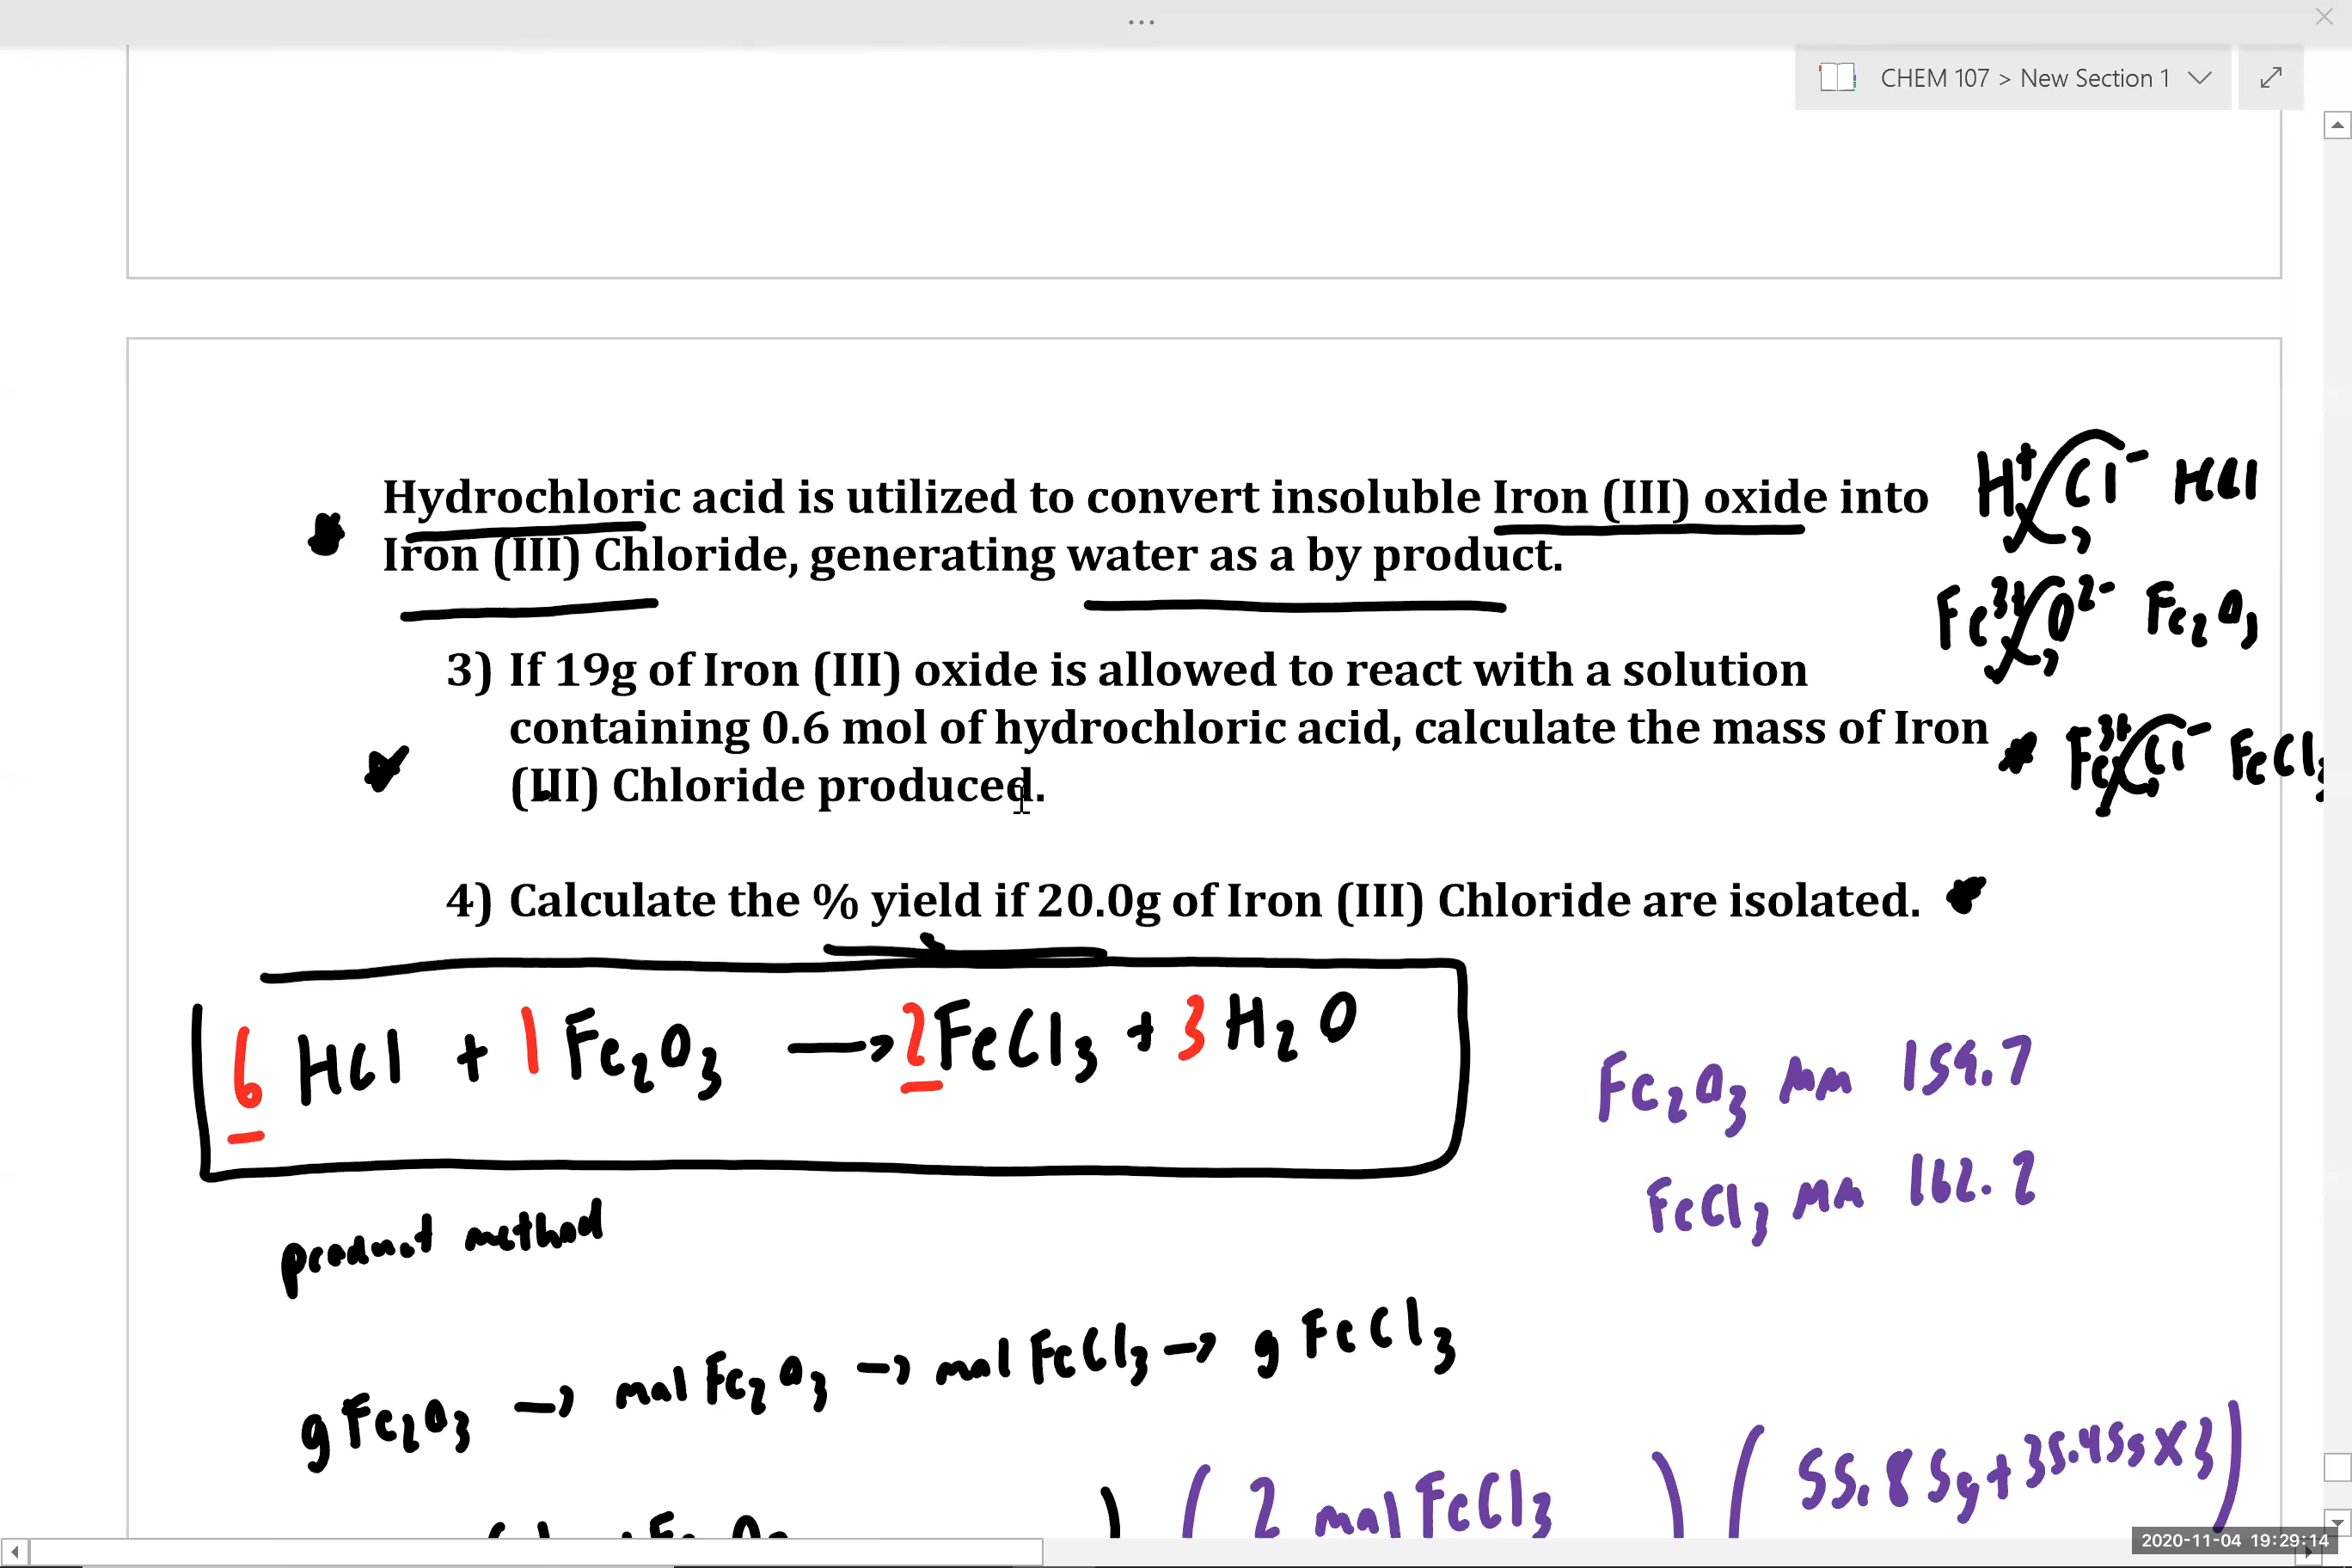 ...
CHEM 107 > New Section 1
Hydrochloric acid is utilized to convert insoluble Iron (III) oxide into
Iron (III) Chloride, generating water as a by product.
H+ Cl- HCl
Fe3+ O2- Fe2O3
3) If 19g of Iron (III) oxide is allowed to react with a solution
containing 0.6 mol of hydrochloric acid, calculate the mass of Iron
(III) Chloride produced.
Fe3+ Cl- FeCl3
4) Calculate the % yield if 20.0g of Iron (III) Chloride are isolated.
6 HCl + 1 Fe2O3 → 2 FeCl3 + 3 H2O
Fe2O3 mm 159.7
FeCl3 mm 162.2
product method
g Fe2O3 → mol Fe2O3 → mol FeCl3 → g FeCl3
) ( 2 mol FeCl3 ) ( 55.85g + 35.453 x 3 )
2020-11-04 19:29:14